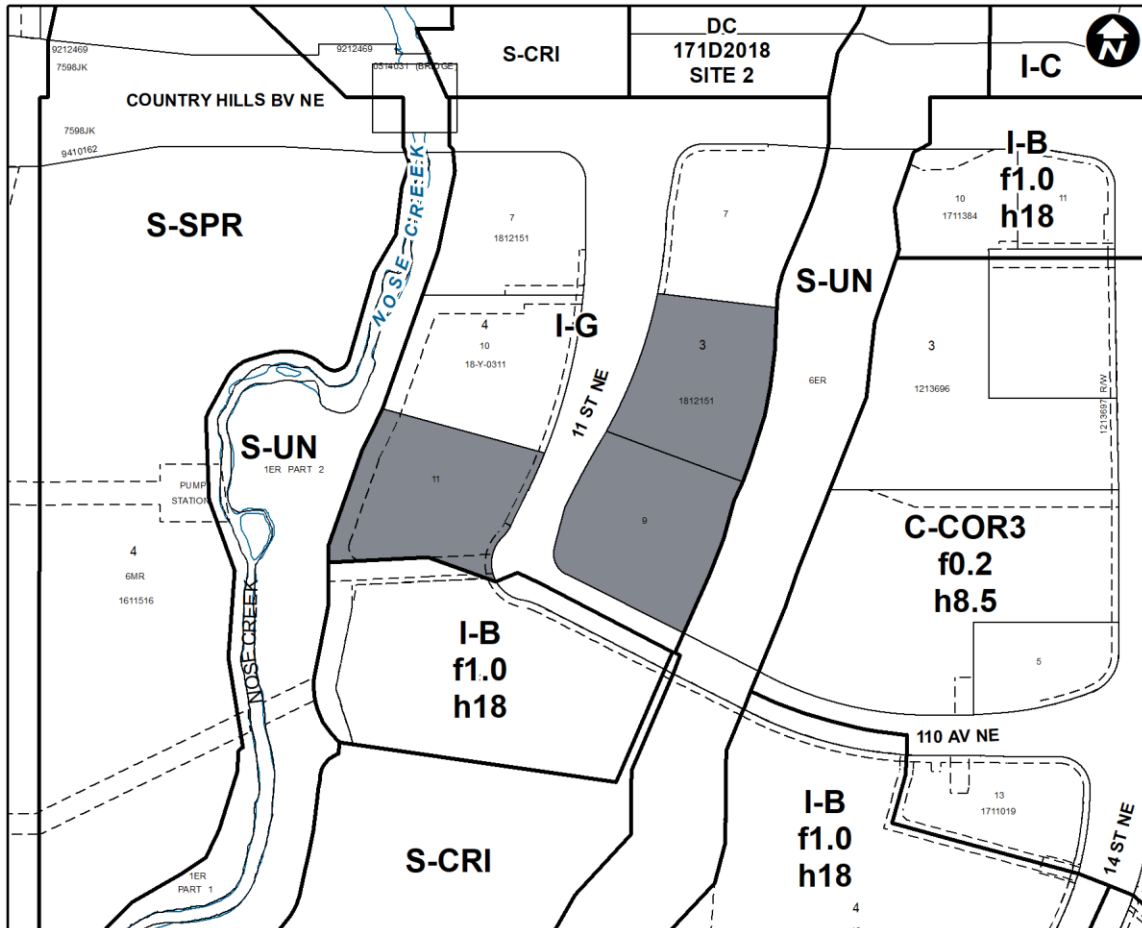 9212469
7598JK
9212469
0514031 (BRIDGE)
S-CRI
DC
171D2018
SITE 2
I-C
N
COUNTRY HILLS BV NE
7598JK
9410162
NOSE CREEK
S-SPR
7
1812151
7
I-B
f1.0
h18
10
1711384
11
S-UN
4
10
18-Y-0311
I-G
3
1812151
6ER
3
1213696
1213697 R/W
11 ST NE
S-UN
1ER PART 2
PUMP
STATION
11
9
C-COR3
f0.2
h8.5
4
6MR
1611516
NOSE CREEK
I-B
f1.0
h18
5
110 AV NE
13
1711019
I-B
f1.0
h18
14 ST NE
S-CRI
1ER
PART 1
4